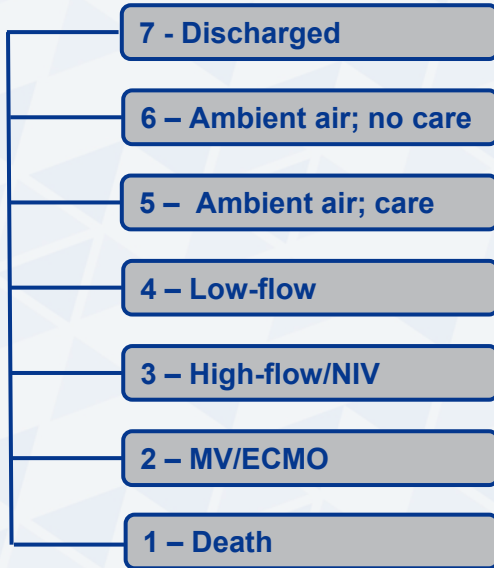 7 - Discharged
6 – Ambient air; no care
5 – Ambient air; care
4 – Low-flow
3 – High-flow/NIV
2 – MV/ECMO
1 – Death